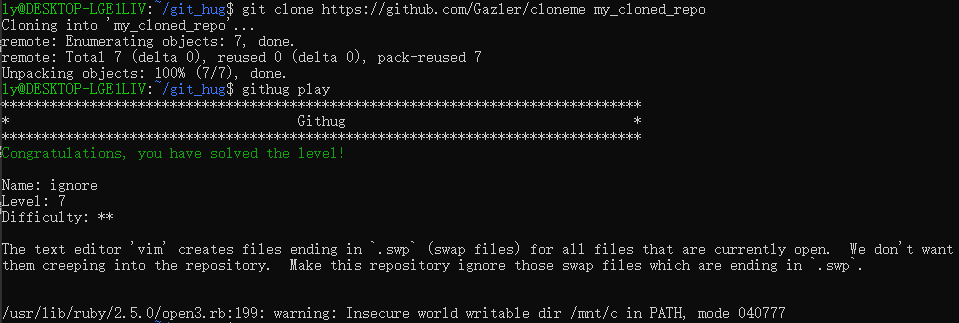 ly@DESKTOP-LGE1LIV:~/git_hug$ git clone https://github.com/Gazler/cloneme my_cloned_repo
Cloning into 'my_cloned_repo'...
remote: Enumerating objects: 7, done.
remote: Total 7 (delta 0), reused 0 (delta 0), pack-reused 7
Unpacking objects: 100% (7/7), done.
ly@DESKTOP-LGE1LIV:~/git_hug$ githug play
********************************************************************************
*                                    Githug                                    *
********************************************************************************
Congratulations, you have solved the level!
Name: ignore
Level: 7
Difficulty: **
The text editor 'vim' creates files ending in `.swp` (swap files) for all files that are currently open.  We don't want
them creeping into the repository.  Make this repository ignore those swap files which are ending in `.swp`.
/usr/lib/ruby/2.5.0/open3.rb:199: warning: Insecure world writable dir /mnt/c in PATH, mode 040777